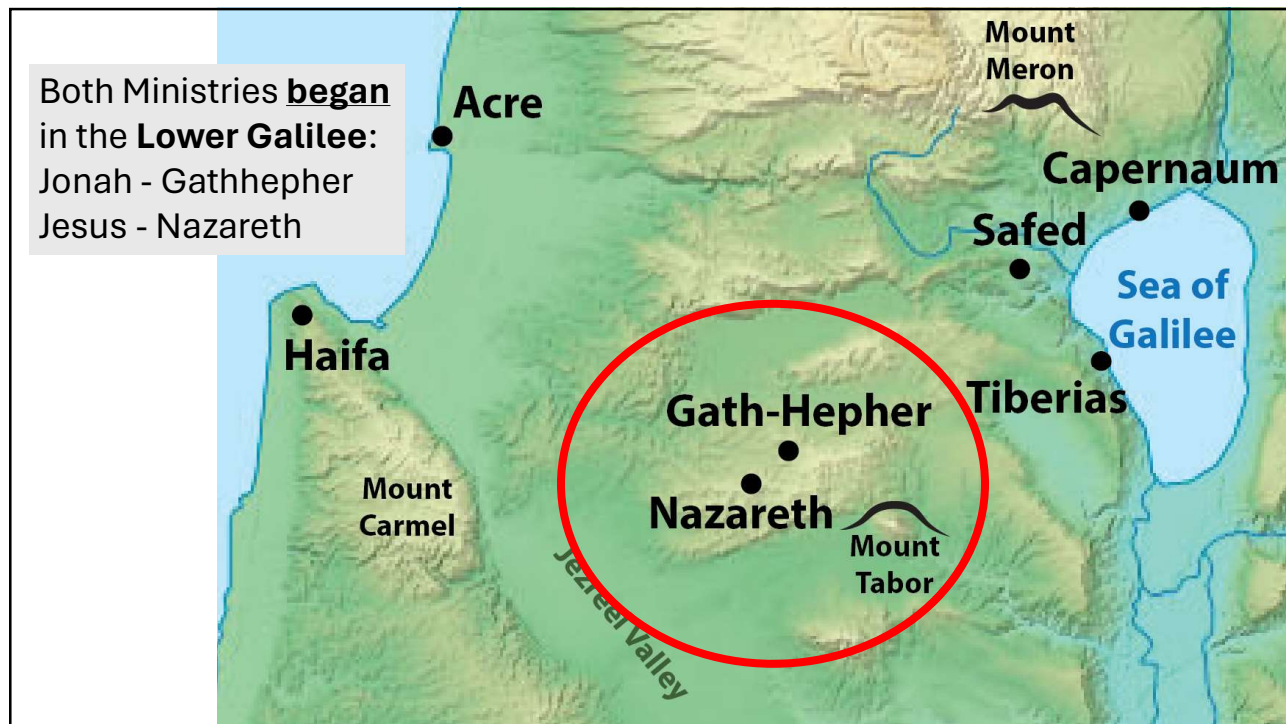 Both Ministries began
in the Lower Galilee:
Jonah - Gathhepher
Jesus - Nazareth
Mount
Meron
Acre
Capernaum
Safed
Sea of
Galilee
Haifa
Tiberias
Gath-Hepher
Nazareth
Mount
Carmel
Mount
Tabor
Jezreel Valley